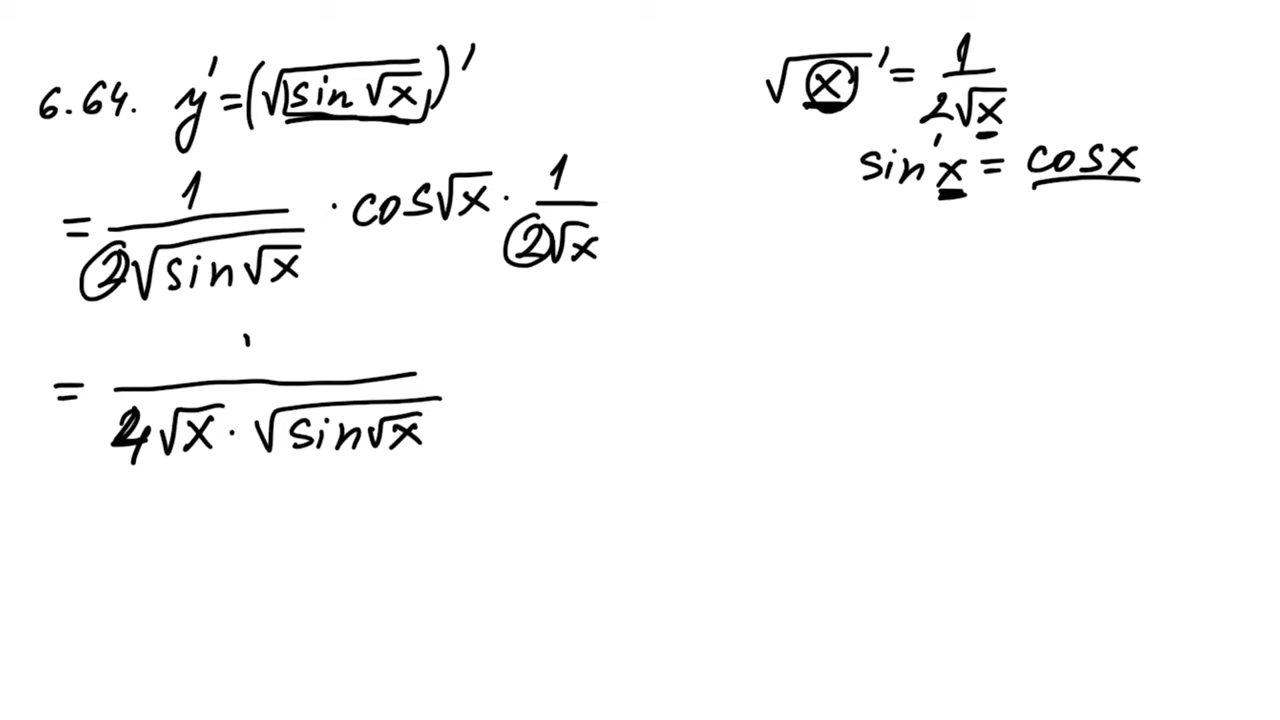 6.64. y' = (√(sin √x))'
= 1/(2√(sin √x)) · cos √x · 1/(2√x)
= /(4√x · √(sin √x))
√x ' = 1/(2√x)
sin'x = cos x